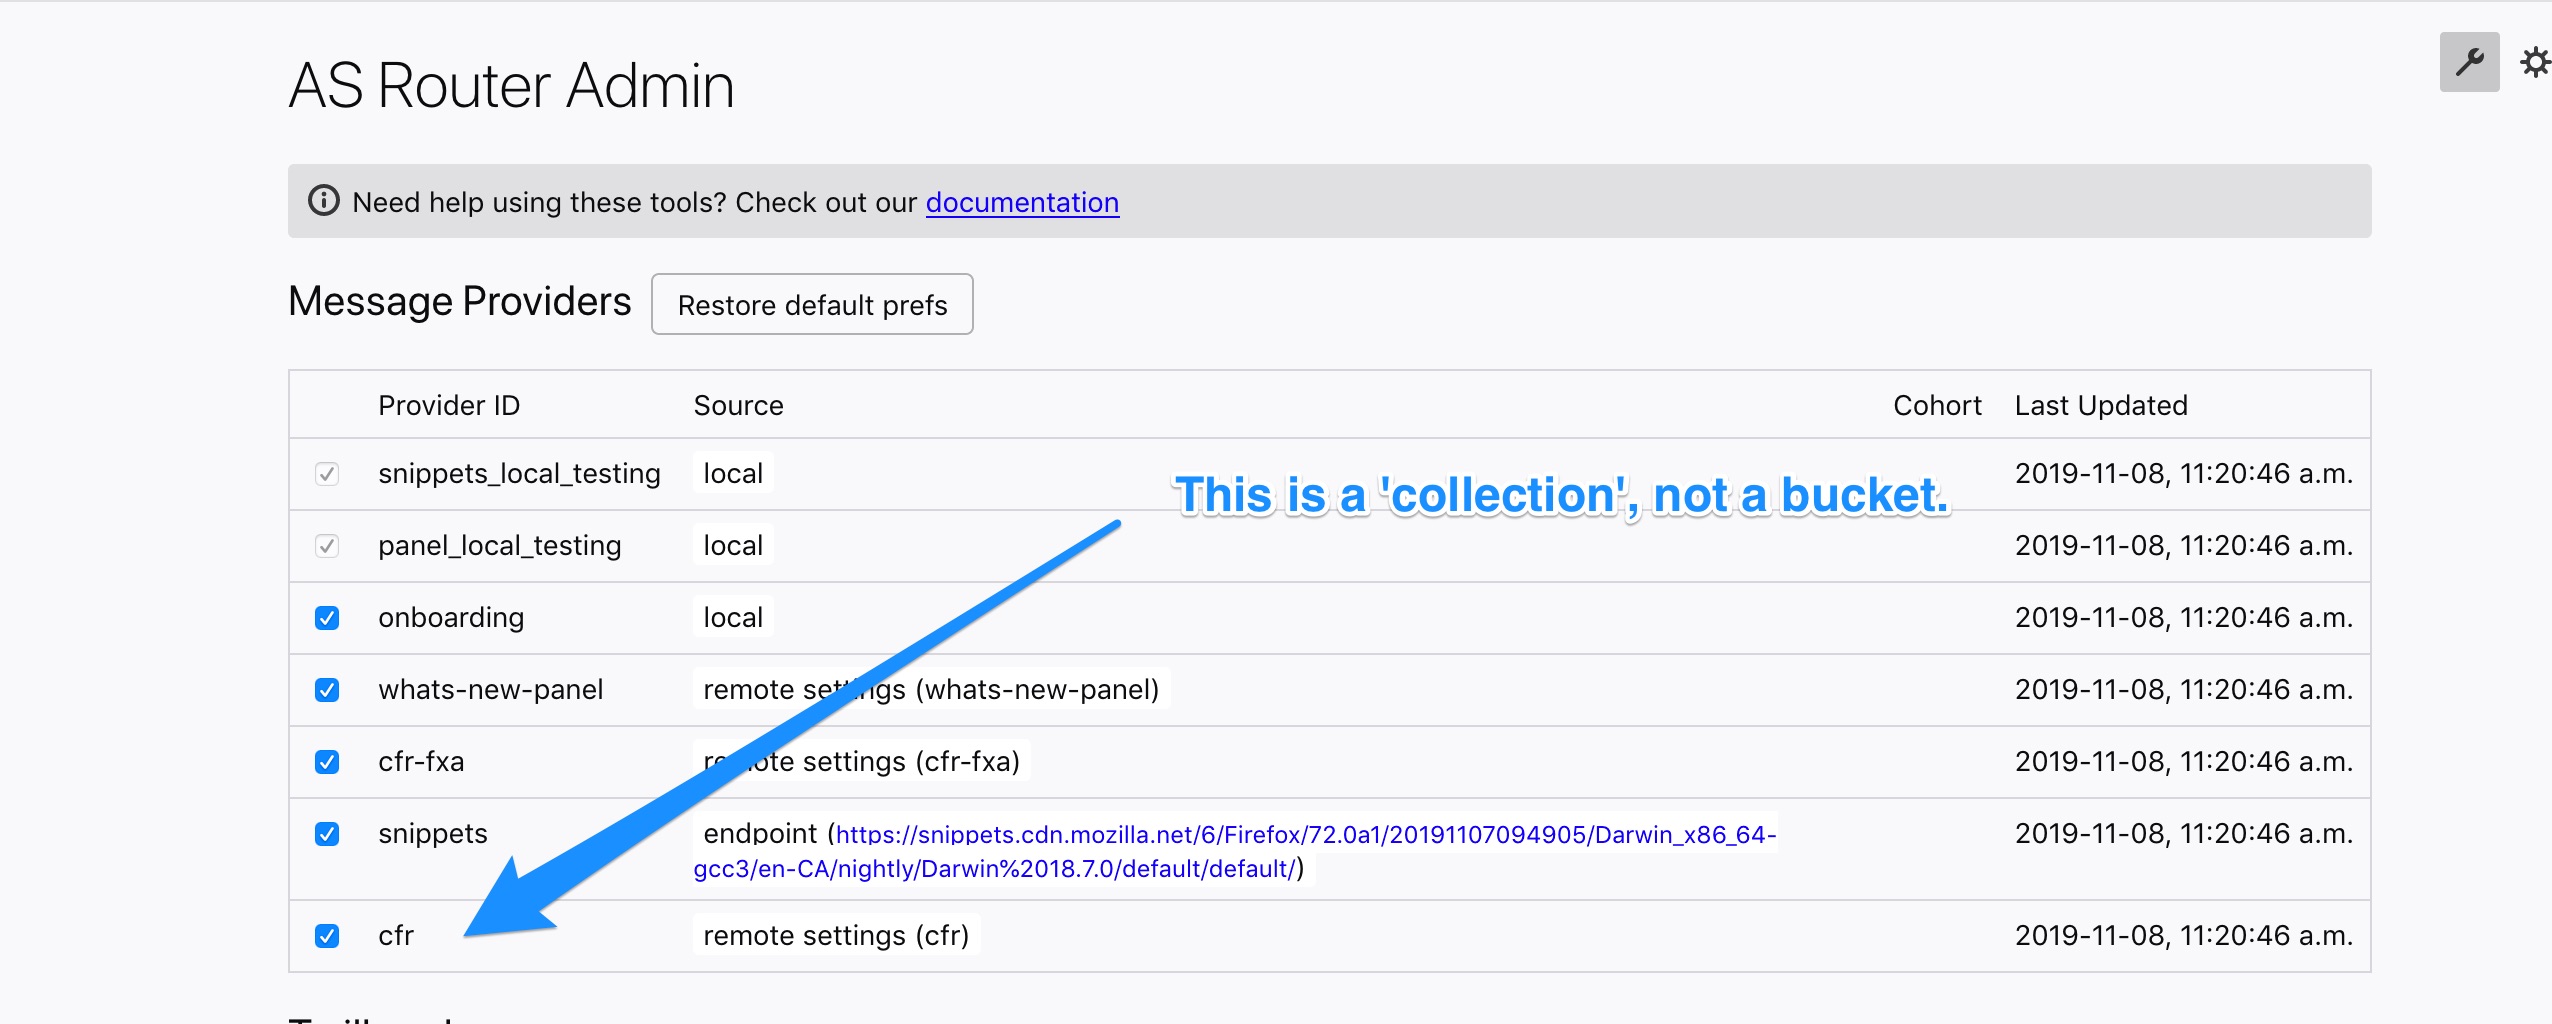 AS Router Admin
Need help using these tools? Check out our documentation
Message Providers
Restore default prefs
Provider ID Source Cohort Last Updated
snippets_local_testing local 2019-11-08, 11:20:46 a.m.
This is a 'collection', not a bucket.
panel_local_testing local 2019-11-08, 11:20:46 a.m.
onboarding local 2019-11-08, 11:20:46 a.m.
whats-new-panel remote settings (whats-new-panel) 2019-11-08, 11:20:46 a.m.
cfr-fxa remote settings (cfr-fxa) 2019-11-08, 11:20:46 a.m.
snippets endpoint (https://snippets.cdn.mozilla.net/6/Firefox/72.0a1/20191107094905/Darwin_x86_64- 2019-11-08, 11:20:46 a.m.
gcc3/en-CA/nightly/Darwin%2018.7.0/default/default/)
cfr remote settings (cfr) 2019-11-08, 11:20:46 a.m.